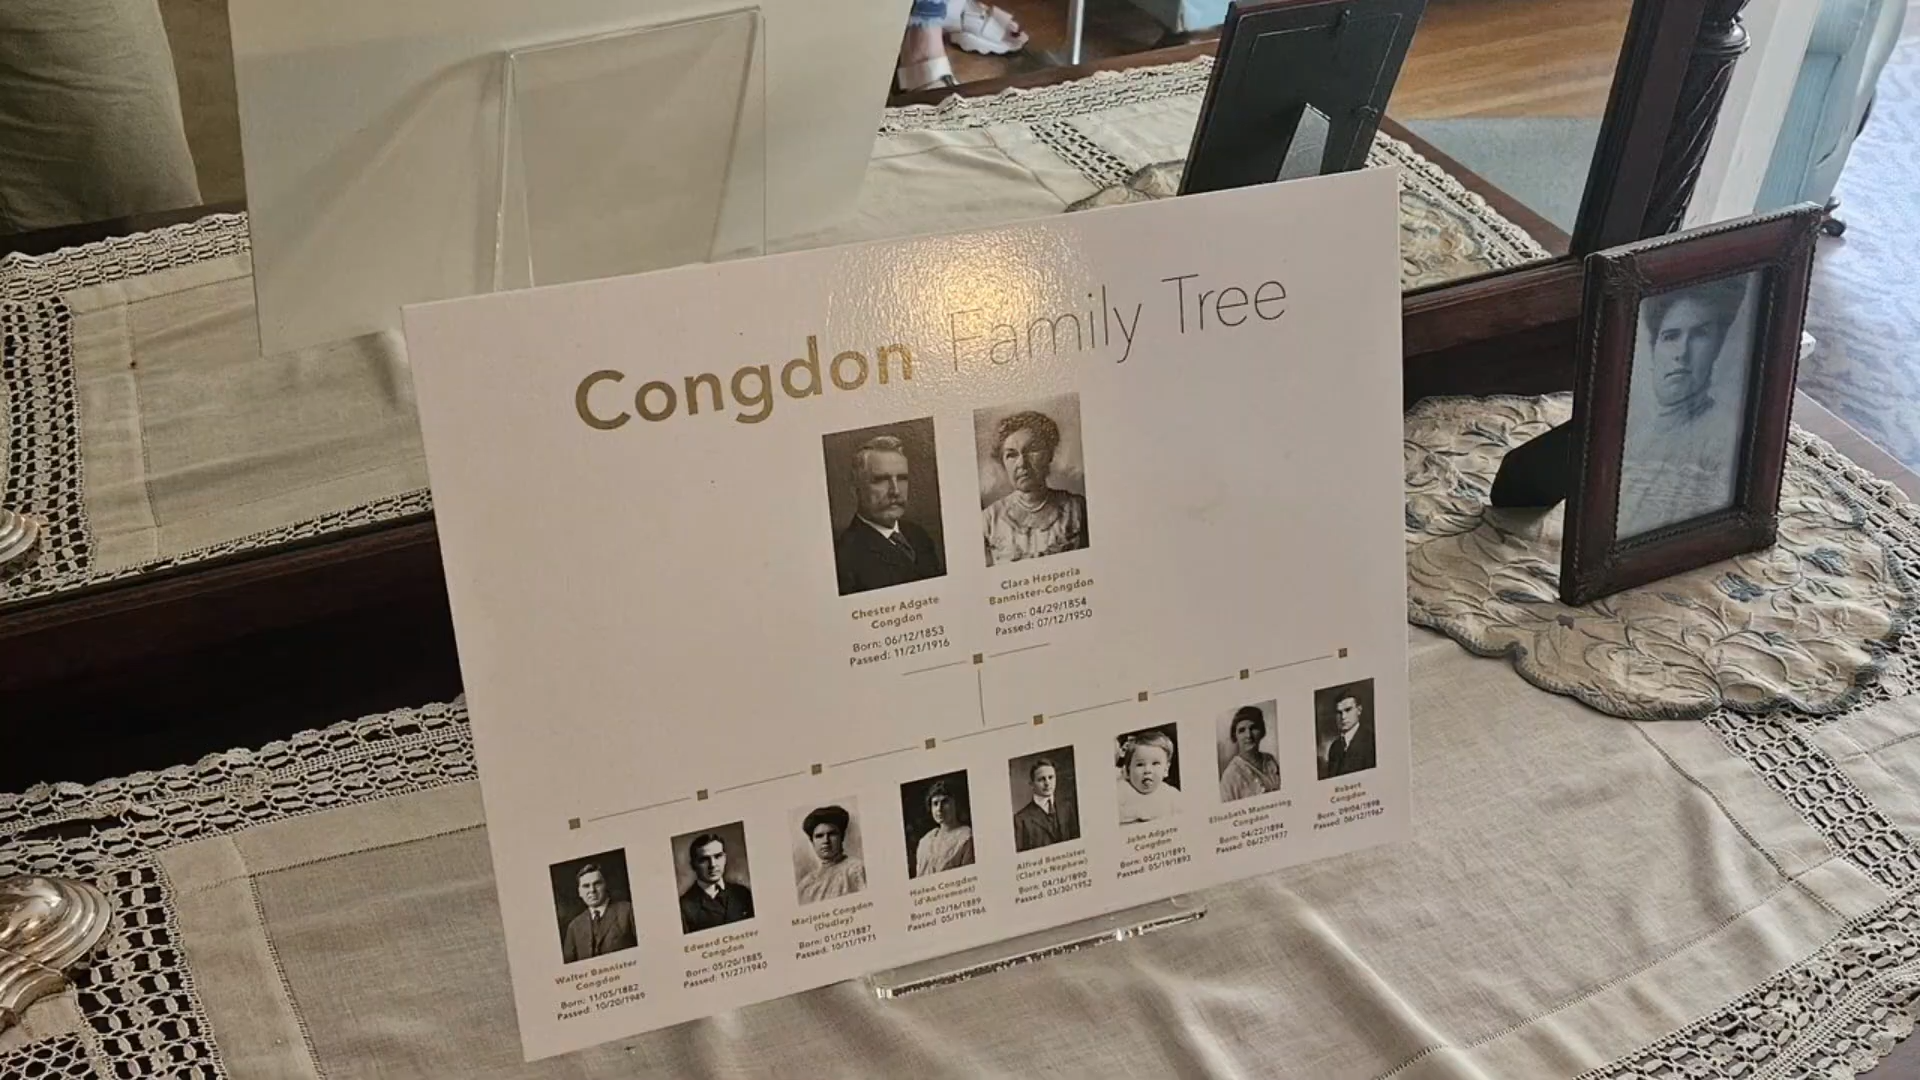 Congdon Family Tree
Chester Adgate
Congdon
Born: 06/12/1853
Passed: 11/21/1916
Clara Hesperia
Bannister-Congdon
Born: 04/29/1854
Passed: 07/12/1950
Walter Bannister
Congdon
Born: 11/05/1882
Passed: 10/20/1949
Edward Chester
Congdon
Born: 05/20/1885
Passed: 11/27/1940
Marjorie Congdon
(Dudley)
Born: 01/12/1887
Passed: 10/11/1971
Helen Congdon
(d'Autremont)
Born: 02/16/1889
Passed: 05/19/1966
Alfred Bannister
(Clara's Nephew)
Born: 04/16/1890
Passed: 03/30/1952
John Adgate
Congdon
Born: 05/21/1891
Passed: 05/19/1893
Elisabeth Mannering
Congdon
Born: 04/22/1894
Passed: 06/27/1977
Robert
Congdon
Born: 09/04/1898
Passed: 06/12/1967